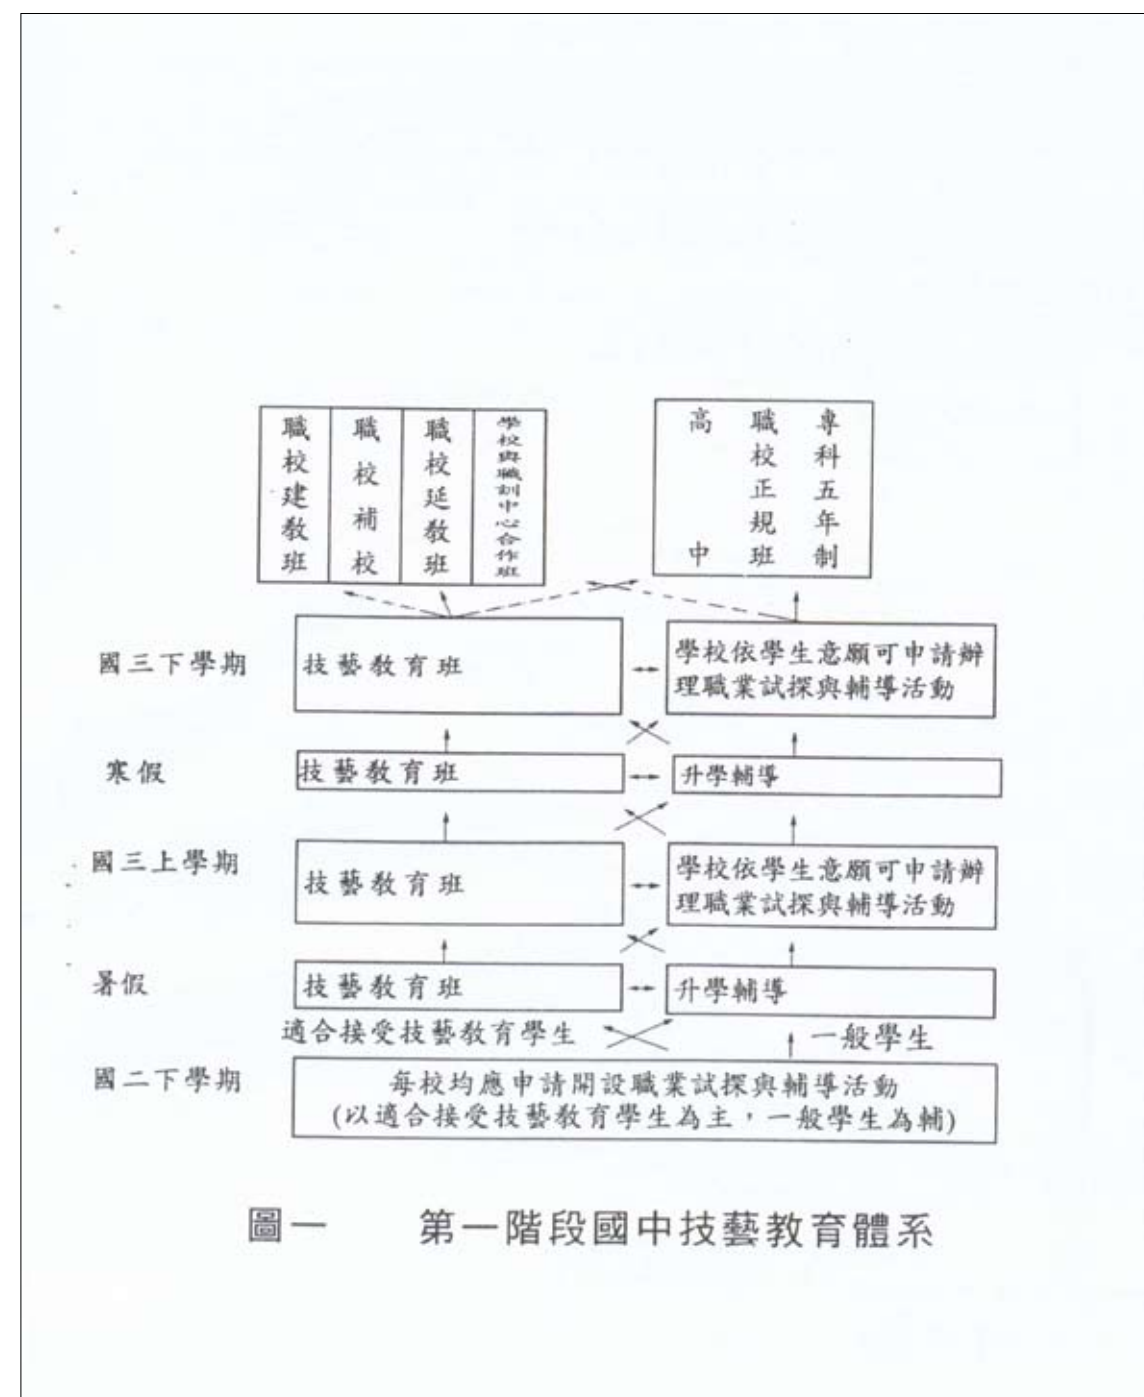 職校建教班
職校補校
職校延教班
學校與職訓中心合作班
高中
職校正規班
專科五年制
國三下學期
技藝教育班
學校依學生意願可申請辦
理職業試探與輔導活動
寒假
技藝教育班
升學輔導
國三上學期
技藝教育班
學校依學生意願可申請辦
理職業試探與輔導活動
暑假
技藝教育班
升學輔導
適合接受技藝教育學生
一般學生
國二下學期
每校均應申請開設職業試探與輔導活動
(以適合接受技藝教育學生為主，一般學生為輔)
圖一 第一階段國中技藝教育體系